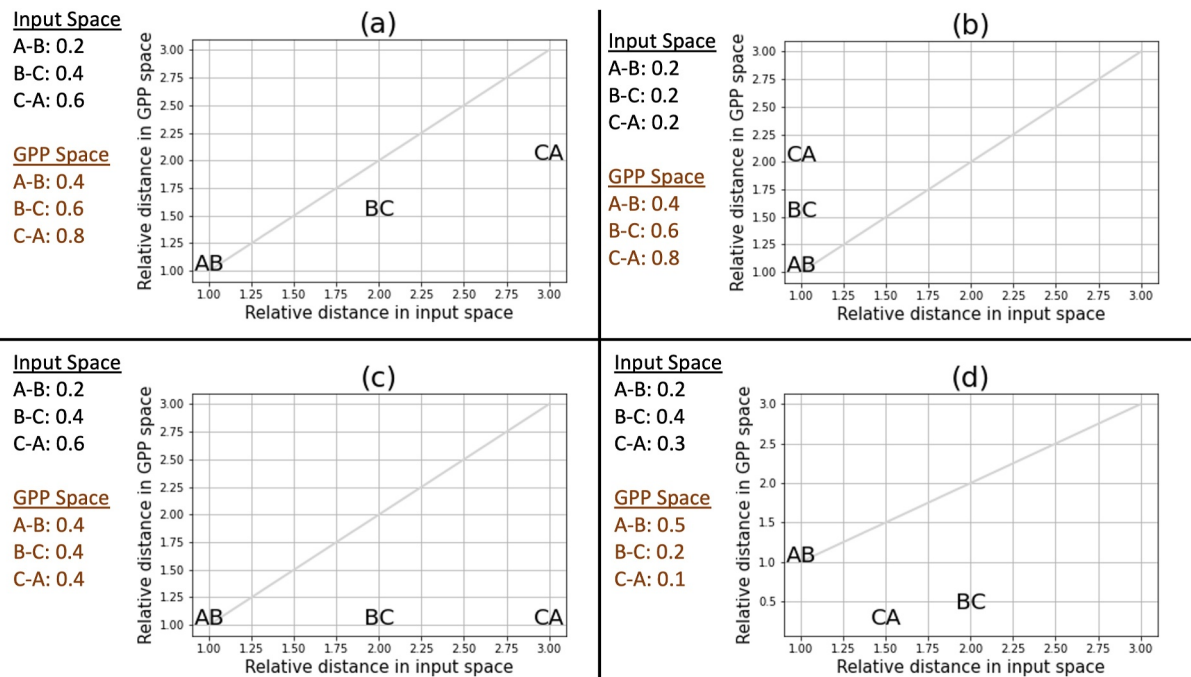 Input Space
A-B: 0.2
B-C: 0.4
C-A: 0.6
GPP Space
A-B: 0.4
B-C: 0.6
C-A: 0.8
(a)
Relative distance in GPP space
3.00
2.75
2.50
2.25
2.00
1.75
1.50
1.25
1.00
CA
BC
AB
1.00 1.25 1.50 1.75 2.00 2.25 2.50 2.75 3.00
Relative distance in input space
Input Space
A-B: 0.2
B-C: 0.2
C-A: 0.2
GPP Space
A-B: 0.4
B-C: 0.6
C-A: 0.8
(b)
Relative distance in GPP space
3.00
2.75
2.50
2.25
2.00
1.75
1.50
1.25
1.00
CA
BC
AB
1.00 1.25 1.50 1.75 2.00 2.25 2.50 2.75 3.00
Relative distance in input space
Input Space
A-B: 0.2
B-C: 0.4
C-A: 0.6
GPP Space
A-B: 0.4
B-C: 0.4
C-A: 0.4
(c)
Relative distance in GPP space
3.00
2.75
2.50
2.25
2.00
1.75
1.50
1.25
1.00
AB BC CA
1.00 1.25 1.50 1.75 2.00 2.25 2.50 2.75 3.00
Relative distance in input space
Input Space
A-B: 0.2
B-C: 0.4
C-A: 0.3
GPP Space
A-B: 0.5
B-C: 0.2
C-A: 0.1
(d)
Relative distance in GPP space
3.0
2.5
2.0
1.5
1.0
0.5
AB
BC
CA
1.00 1.25 1.50 1.75 2.00 2.25 2.50 2.75 3.00
Relative distance in input space